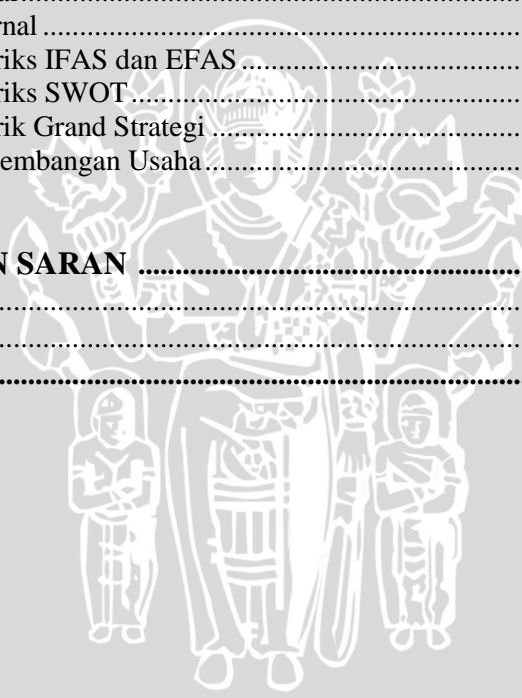 rnal ..........................................................................
riks IFAS dan EFAS ............................................
riks SWOT ...............................................................
rik Grand Strategi ..................................................
embangan Usaha ....................................................
N SARAN ..............................................................